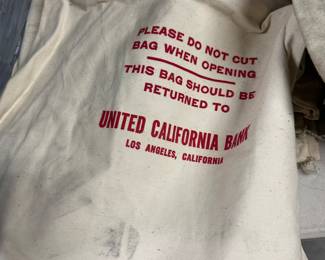 PLEASE DO NOT CUT
BAG WHEN OPENING
THIS BAG SHOULD BE
RETURNED TO
UNITED CALIFORNIA BANK
LOS ANGELES, CALIFORNIA